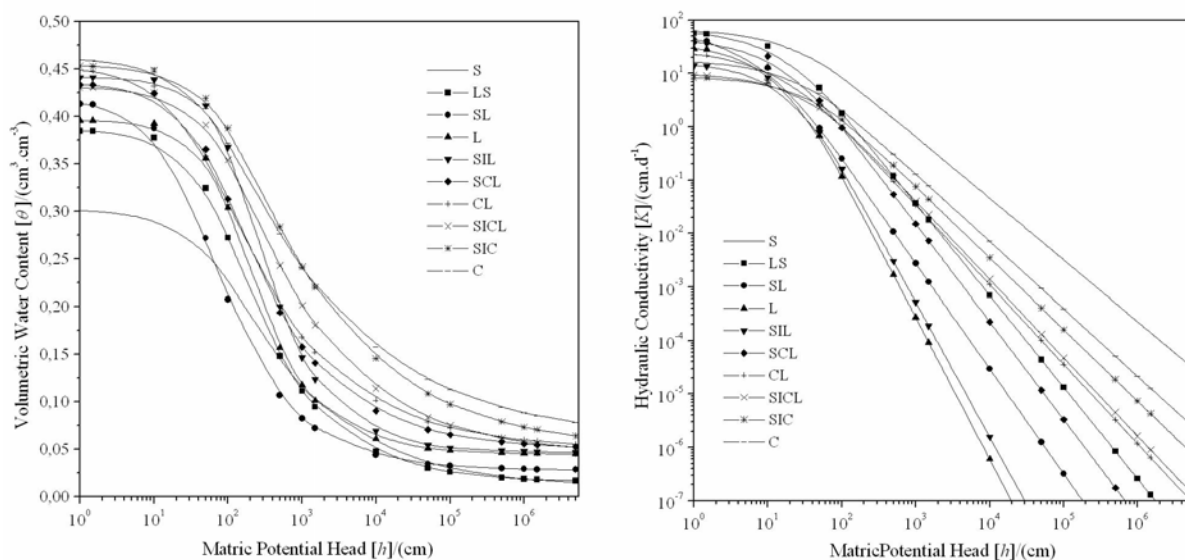 0,50
0,45
0,40
0,35
0,30
0,25
0,20
0,15
0,10
0,05
0,00
Volumetric Water Content [θ]/(cm³.cm⁻³)
S
LS
SL
L
SIL
SCL
CL
SICL
SIC
C
10⁰ 10¹ 10² 10³ 10⁴ 10⁵ 10⁶
Matric Potential Head [h]/(cm)
10²
10¹
10⁰
10⁻¹
10⁻²
10⁻³
10⁻⁴
10⁻⁵
10⁻⁶
10⁻⁷
Hydraulic Conductivity [K]/(cm.d⁻¹)
S
LS
SL
L
SIL
SCL
CL
SICL
SIC
C
10⁰ 10¹ 10² 10³ 10⁴ 10⁵ 10⁶
MatricPotential Head [h]/(cm)